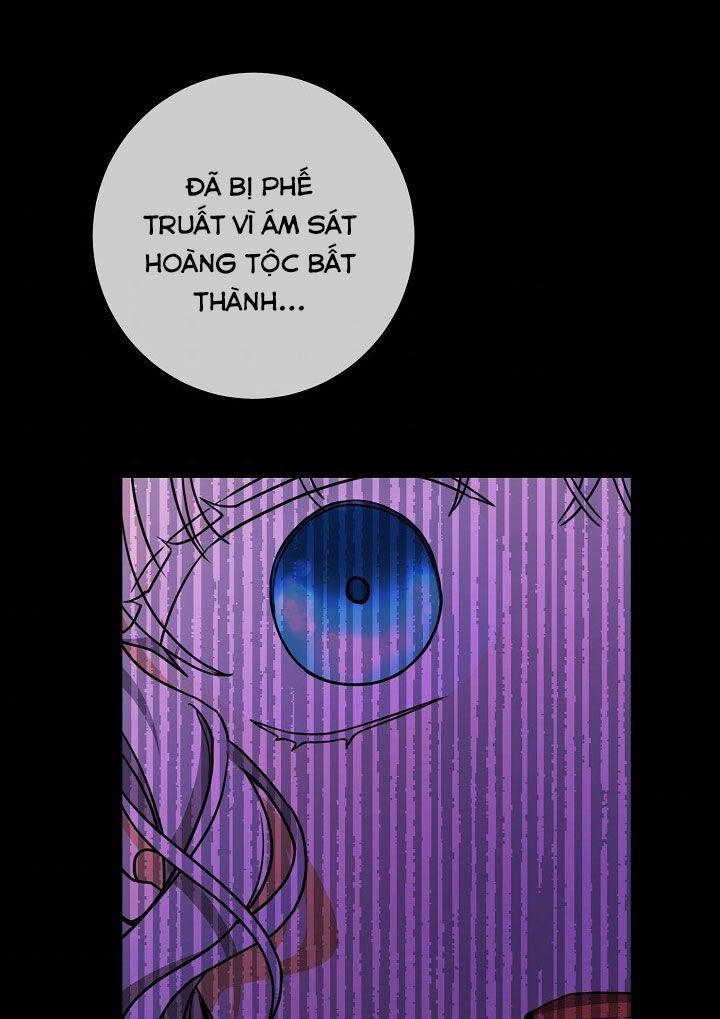 ĐÃ BỊ PHẾ
TRUẤT VÌ ÁM SÁT
HOÀNG TỘC BẤT
THÀNH...